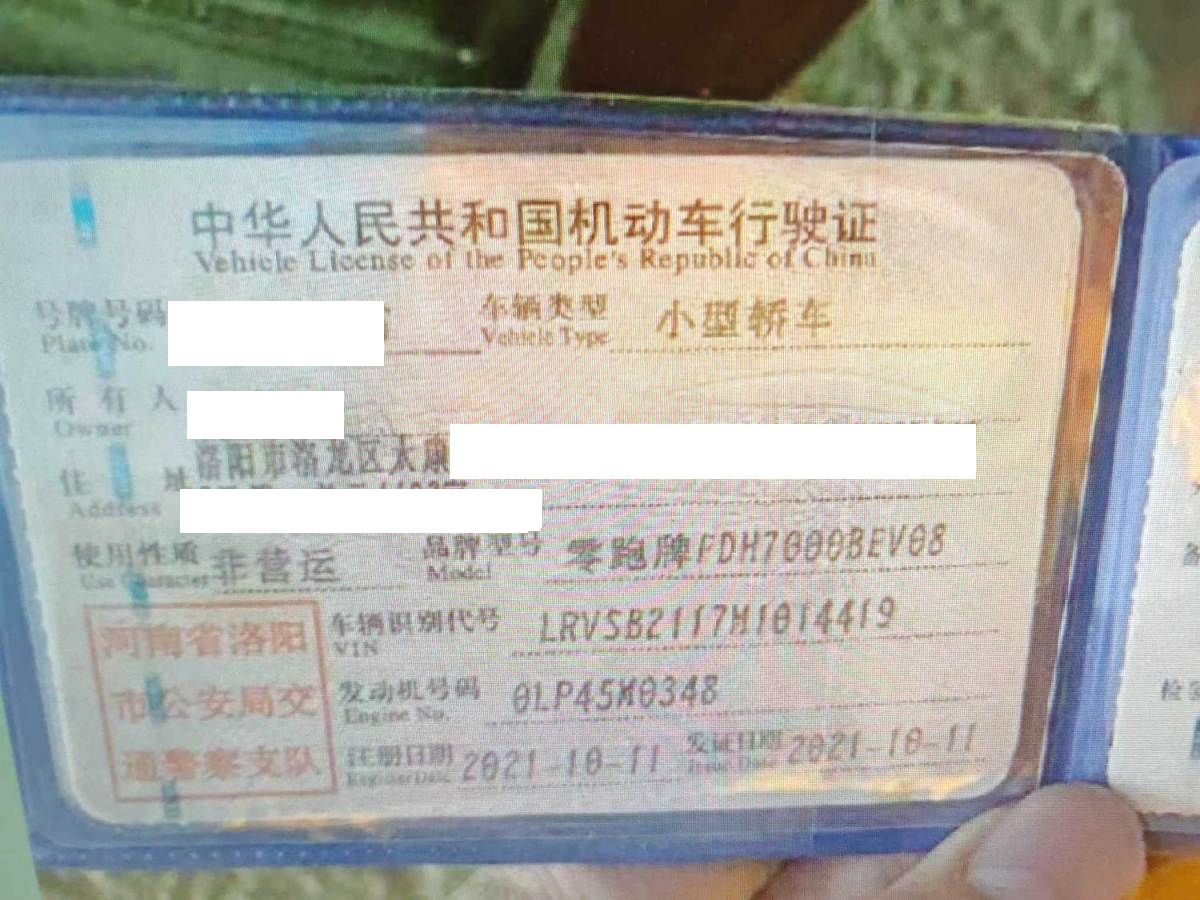 中华人民共和国机动车行驶证
Vehicle License of the People's Republic of China
号牌号码
Plate No.
车辆类型 小型轿车
Vehicle Type
所有人
Owner
住址 洛阳市洛龙区太康
Address
使用性质 非营运
Use Character
品牌型号 零跑牌FDH7000BEV08
Model
河南省洛阳
市公安局交
通警察支队
车辆识别代号 LRVSB2117M1014419
VIN
发动机号码 0LP45M0348
Engine No.
注册日期 2021-10-11
Register Date
发证日期 2021-10-11
Issue Date